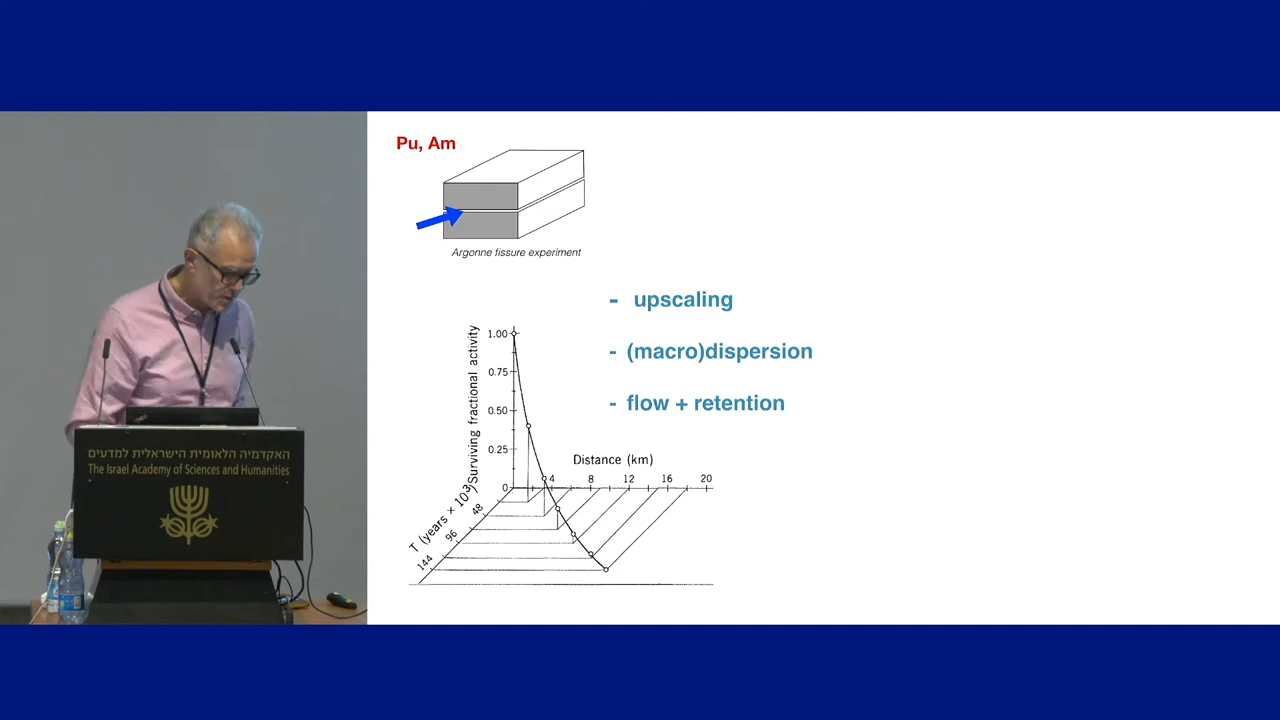 Pu, Am
Argonne fissure experiment
- upscaling
- (macro)dispersion
- flow + retention
Surviving fractional activity
1.00
0.75
0.50
0.25
0
Distance (km)
4 8 12 16 20
T (years × 10³)
48
96
144
האקדמיה הלאומית הישראלית למדעים
The Israel Academy of Sciences and Humanities